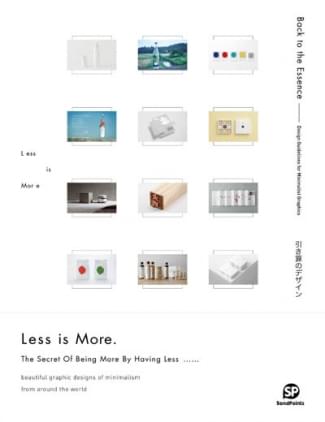 Back to the Essence —— Design Guidelines for Minimalist Graphics
引き算のデザイン
Less
is
More
Less is More.
The Secret Of Being More By Having Less ……
beautiful graphic designs of minimalism
from around the world
SP
SendPoints